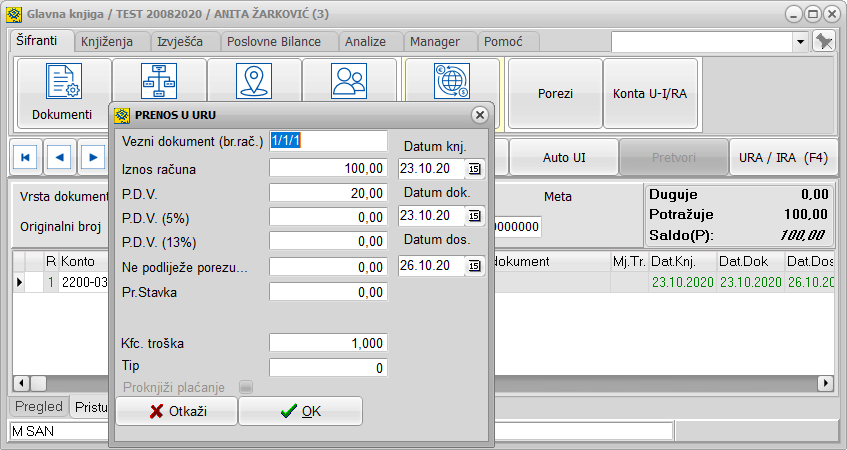 Glavna knjiga / TEST 20082020 / ANITA ŽARKOVIĆ (3)
Šifranti Knjiženja Izvješća Poslovne Bilance Analize Manager Pomoć
Dokumenti Porezi Konta U-I/RA
PRENOS U URU
Auto UI Pretvori URA / IRA (F4)
Vezni dokument (br.rač.) 1/1/1 Datum knj.
Iznos računa 100,00 23.10.20 15
P.D.V. 20,00 Datum dok.
P.D.V. (5%) 0,00 23.10.20 15
P.D.V. (13%) 0,00 Datum dos.
Ne podliježe porezu... 0,00 26.10.20 15
Pr.Stavka 0,00
Kfc. troška 1,000
Tip 0
Proknjiži plaćanje
Otkaži OK
Vrsta dokument Meta Duguje 0,00
Potražuje 100,00
Originalni broj Saldo(P): 100,00
R Konto dokument Mj.Tr. Dat.Knj. Dat.Dok Dat.Dos
1 2200-03 23.10.2020 23.10.2020 26.10.20
Pregled Pristu
M SAN